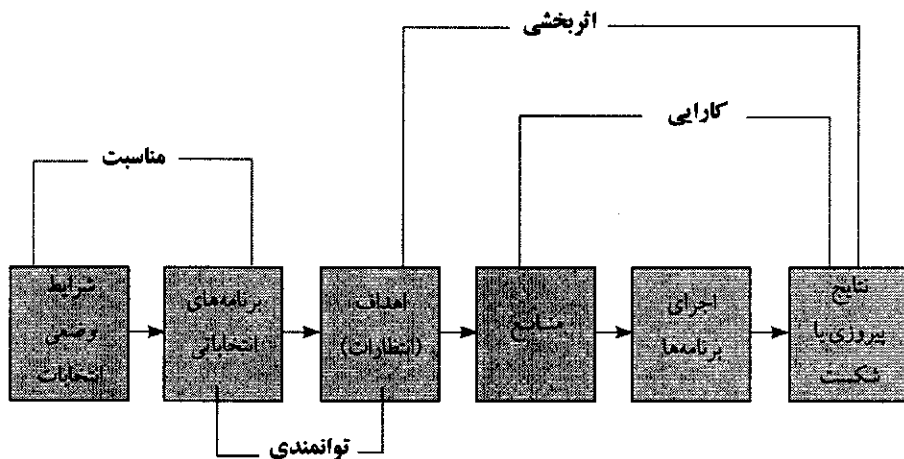 اثربخشی
کارایی
مناسبت
شرایط
وضعی
انتخابات
برنامه‌های
انتخاباتی
اهداف
(انتظارات)
منابع
اجرای
برنامه‌ها
نتایج
پیروزی یا
شکست
توانمندی